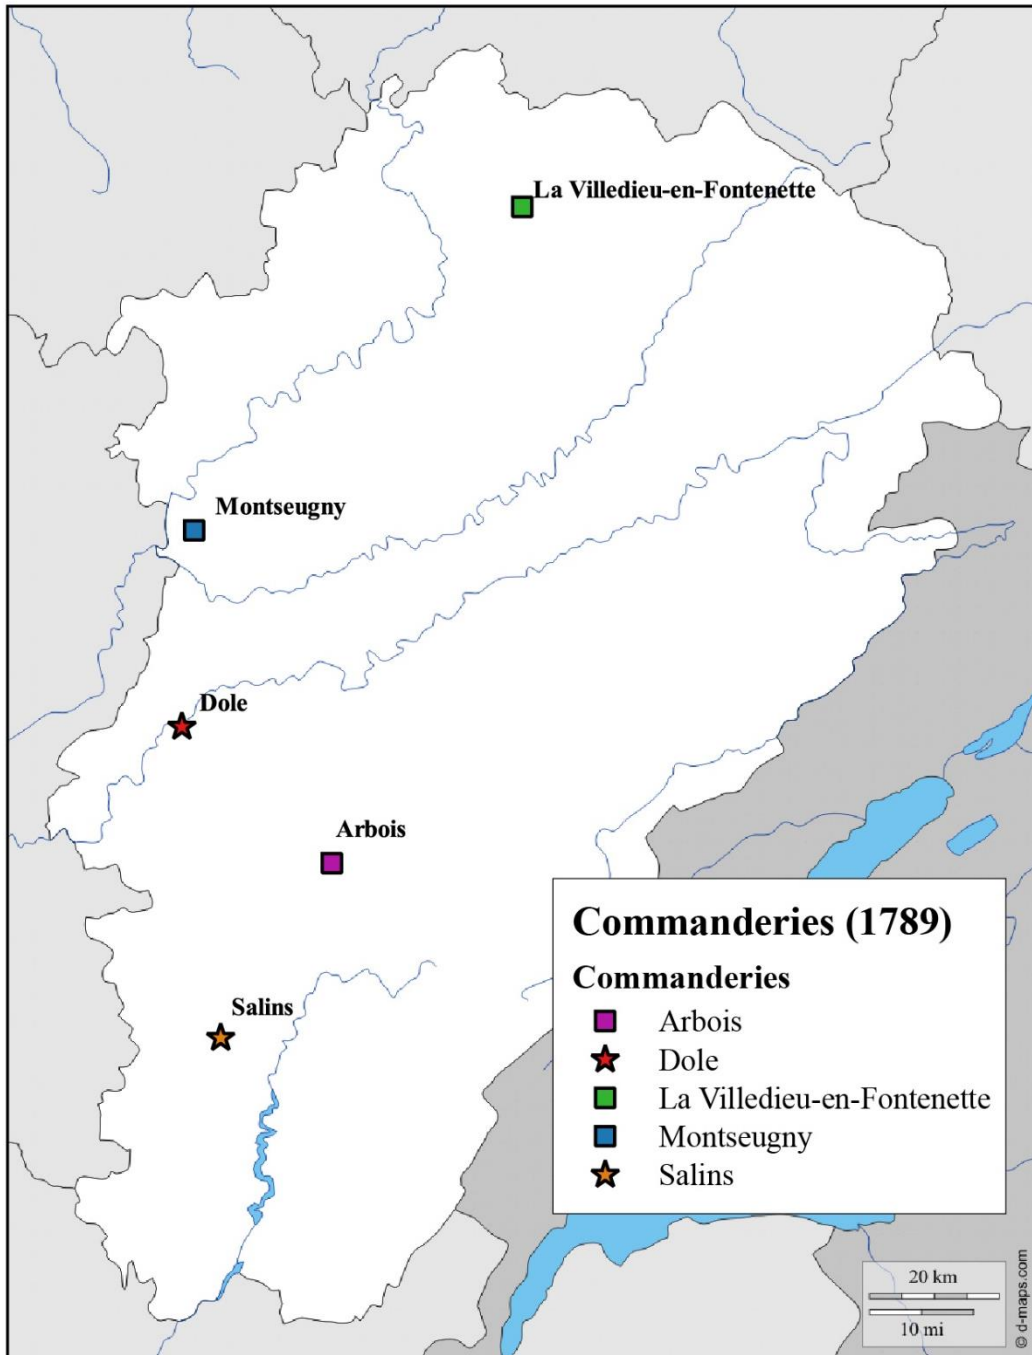 La Villedieu-en-Fontenette
Montseugny
Dole
Arbois
Salins
Commanderies (1789)
Commanderies
Arbois
Dole
La Villedieu-en-Fontenette
Montseugny
Salins
20 km
10 mi
© d-maps.com